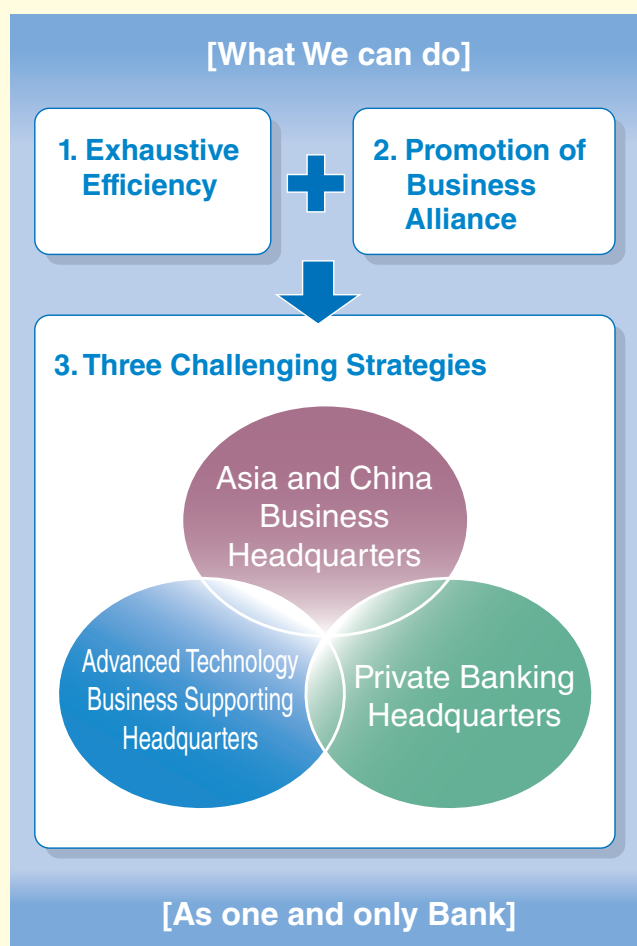 [What We can do]
1. Exhaustive
Efficiency
2. Promotion of
Business
Alliance
3. Three Challenging Strategies
Asia and China
Business
Headquarters
Advanced Technology
Business Supporting
Headquarters
Private Banking
Headquarters
[As one and only Bank]